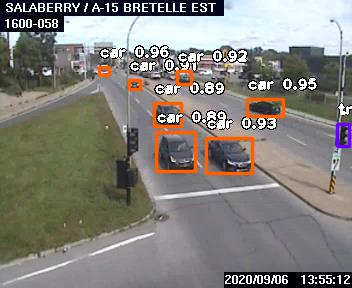 SALABERRY / A-15 BRETELLE EST
1600-058
car 0.96
car 0.91
car 0.92
car 0.89
car 0.95
car 0.89
car 0.93
tr
2020/09/06 13:55:12